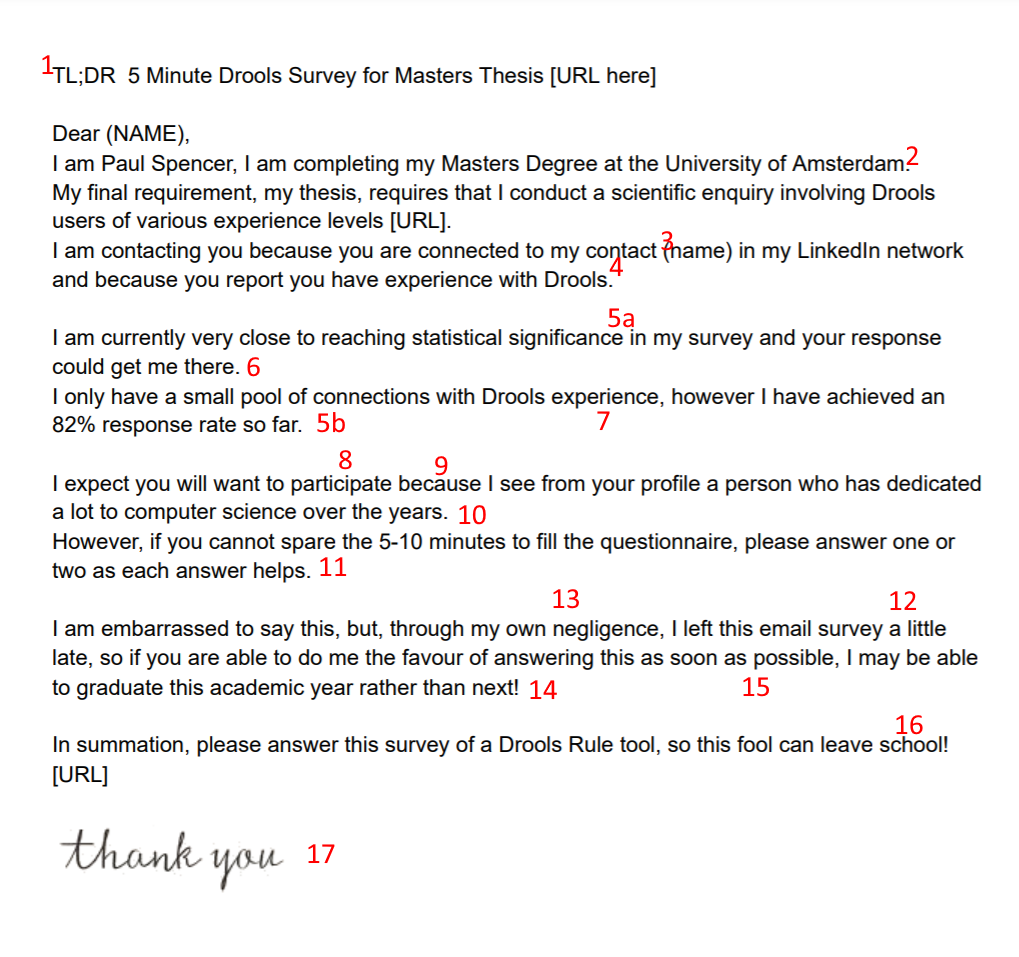 1
TL;DR  5 Minute Drools Survey for Masters Thesis [URL here]
Dear (NAME),
I am Paul Spencer, I am completing my Masters Degree at the University of Amsterdam.2
My final requirement, my thesis, requires that I conduct a scientific enquiry involving Drools
users of various experience levels [URL].
3
I am contacting you because you are connected to my contact (name) in my LinkedIn network
4
and because you report you have experience with Drools.
5a
I am currently very close to reaching statistical significance in my survey and your response
could get me there. 6
I only have a small pool of connections with Drools experience, however I have achieved an
82% response rate so far. 5b 7
8 9
I expect you will want to participate because I see from your profile a person who has dedicated
a lot to computer science over the years. 10
However, if you cannot spare the 5-10 minutes to fill the questionnaire, please answer one or
two as each answer helps. 11
13 12
I am embarrassed to say this, but, through my own negligence, I left this email survey a little
late, so if you are able to do me the favour of answering this as soon as possible, I may be able
to graduate this academic year rather than next! 14 15
16
In summation, please answer this survey of a Drools Rule tool, so this fool can leave school!
[URL]
thank you 17